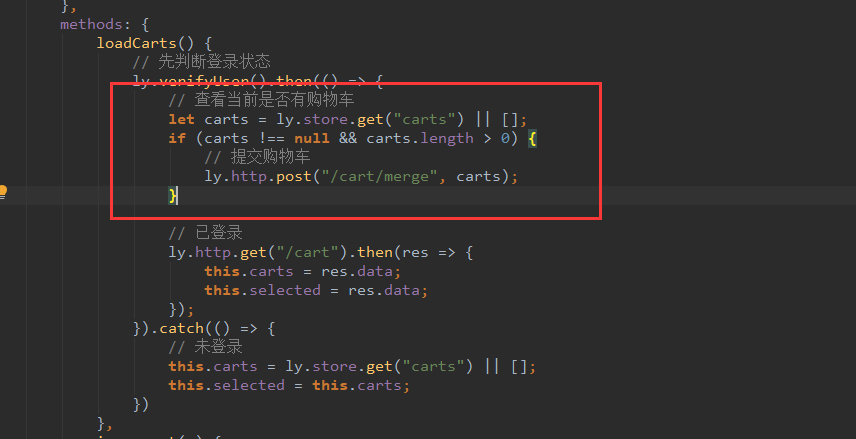 },
methods: {
loadCarts() {
// 先判断登录状态
ly.verifyUser().then(() => {
// 查看当前是否有购物车
let carts = ly.store.get("carts") || [];
if (carts !== null && carts.length > 0) {
// 提交购物车
ly.http.post("/cart/merge", carts);
}
// 已登录
ly.http.get("/cart").then(res => {
this.carts = res.data;
this.selected = res.data;
});
}).catch(() => {
// 未登录
this.carts = ly.store.get("carts") || [];
this.selected = this.carts;
})
},